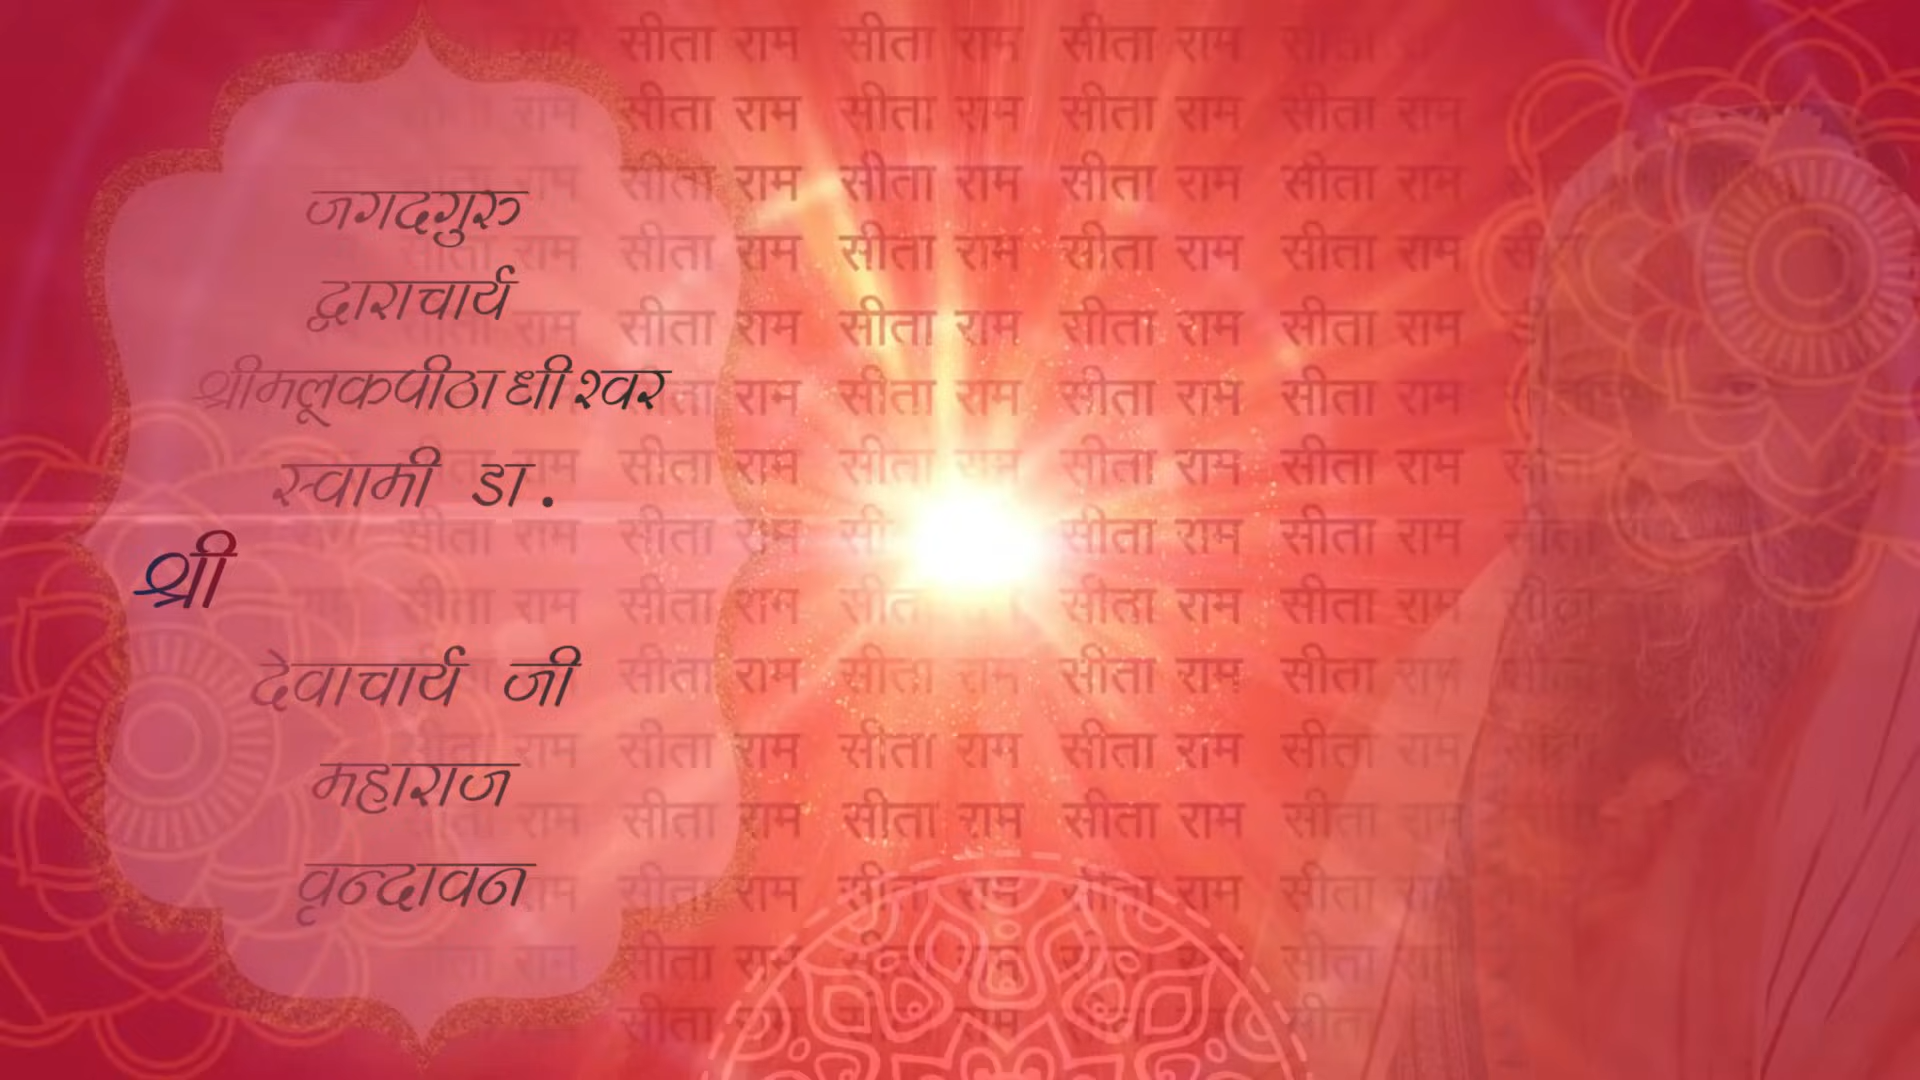 जगदगुरु
द्वाराचार्य
श्रीमलूकपीठाधीश्वर
स्वामी डा.
श्री
देवाचार्य जी
महाराज
वृन्दावन
राम सीता राम सीता राम सीता राम
राम सीता राम सीता राम सीता राम सीता राम
राम सीता राम सीता राम सीता राम सीता राम
राम सीता राम सीता राम सीता राम सीता राम
राम सीता राम सीता राम सीता राम सीता राम
राम सीता राम सीता राम सीता राम
राम सीता राम सीता राम सीता राम सीता राम
सीता राम सीता राम सीता राम सीता राम सीता
सीता राम सीता राम सीता राम सीता राम सीता
सीता राम सीता राम सीता राम सीता राम
सीता राम सीता राम सीता राम सीता राम सीता राम
राम सीता राम सीता राम सीता राम सीता राम
राम सीता राम सीता राम सीता राम सीता राम
राम सीता राम सीता राम सीता राम सीता
सीता राम सीता राम सीता राम सीता